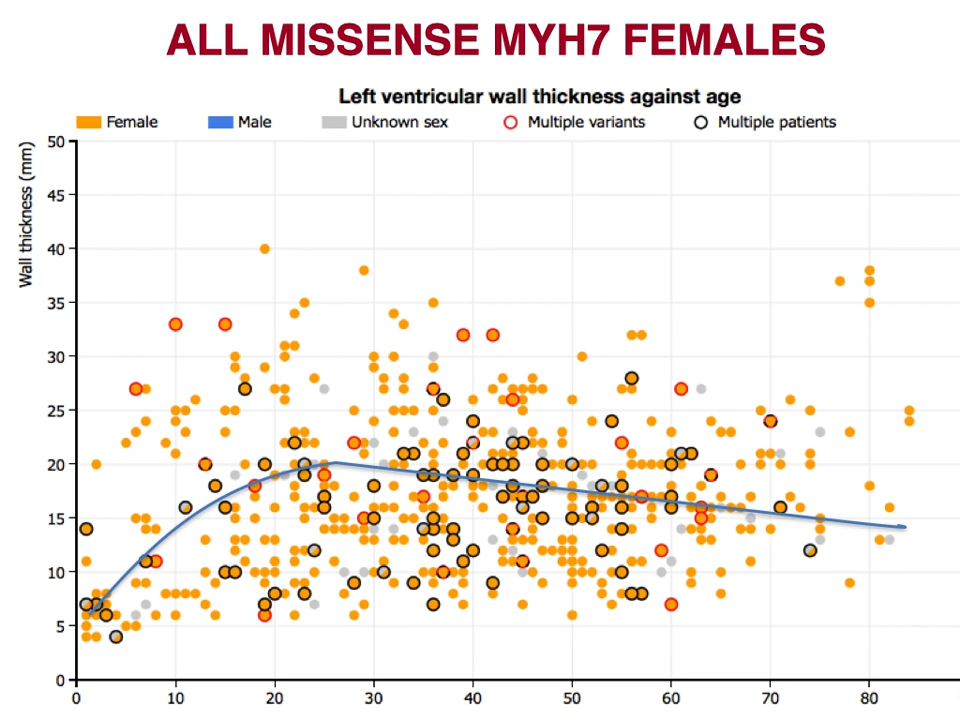 ALL MISSENSE MYH7 FEMALES
Left ventricular wall thickness against age
Female Male Unknown sex Multiple variants Multiple patients
Wall thickness (mm)
50
45
40
35
30
25
20
15
10
5
0
0 10 20 30 40 50 60 70 80